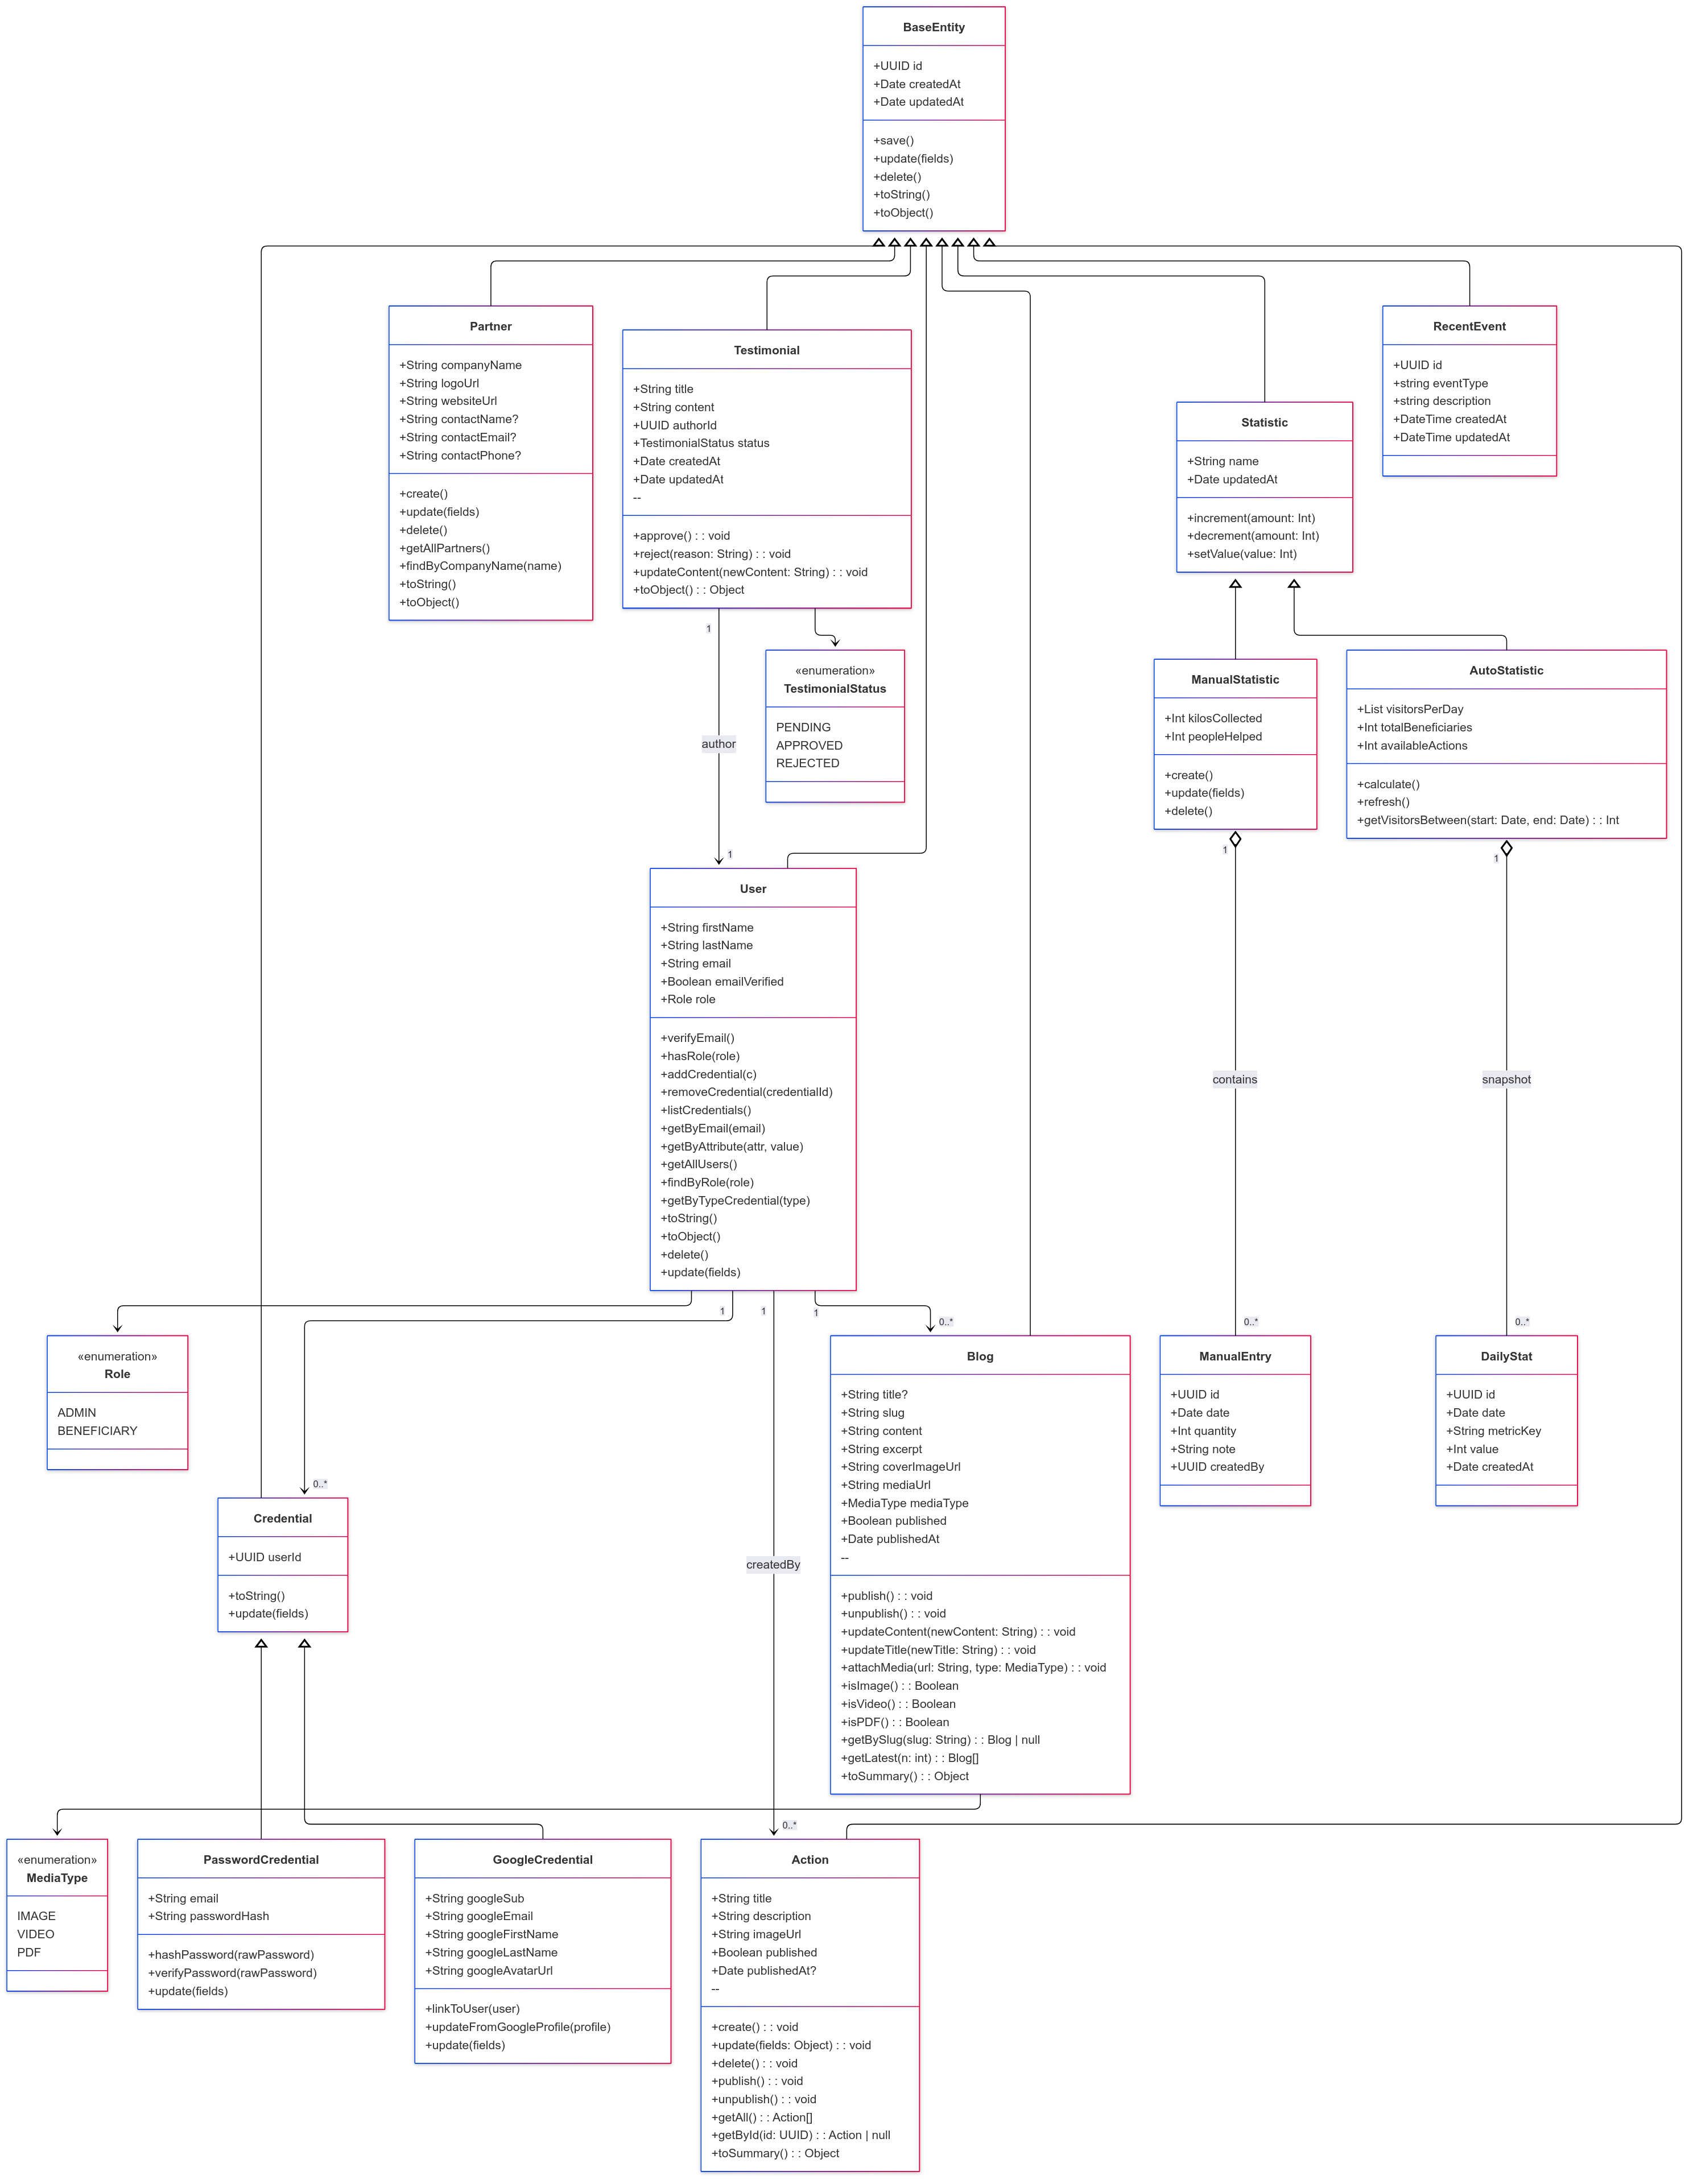 BaseEntity
+UUID id
+Date createdAt
+Date updatedAt
+save()
+update(fields)
+delete()
+toString()
+toObject()
Partner
+String companyName
+String logoUrl
+String websiteUrl
+String contactName?
+String contactEmail?
+String contactPhone?
+create()
+update(fields)
+delete()
+getAllPartners()
+findByCompanyName(name)
+toString()
+toObject()
Testimonial
+String title
+String content
+UUID authorId
+TestimonialStatus status
+Date createdAt
+Date updatedAt
--
+approve() : : void
+reject(reason: String) : : void
+updateContent(newContent: String) : : void
+toObject() : : Object
Statistic
+String name
+Date updatedAt
+increment(amount: Int)
+decrement(amount: Int)
+setValue(value: Int)
RecentEvent
+UUID id
+string eventType
+string description
+DateTime createdAt
+DateTime updatedAt
1
author
1
«enumeration»
TestimonialStatus
PENDING
APPROVED
REJECTED
ManualStatistic
+Int kilosCollected
+Int peopleHelped
+create()
+update(fields)
+delete()
AutoStatistic
+List visitorsPerDay
+Int totalBeneficiaries
+Int availableActions
+calculate()
+refresh()
+getVisitorsBetween(start: Date, end: Date) : : Int
1
contains
0..*
1
snapshot
0..*
User
+String firstName
+String lastName
+String email
+Boolean emailVerified
+Role role
+verifyEmail()
+hasRole(role)
+addCredential(c)
+removeCredential(credentialId)
+listCredentials()
+getByEmail(email)
+getByAttribute(attr, value)
+getAllUsers()
+findByRole(role)
+getByTypeCredential(type)
+toString()
+toObject()
+delete()
+update(fields)
1
1
1
0..*
«enumeration»
Role
ADMIN
BENEFICIARY
Blog
+String title?
+String slug
+String content
+String excerpt
+String coverImageUrl
+String mediaUrl
+MediaType mediaType
+Boolean published
+Date publishedAt
--
+publish() : : void
+unpublish() : : void
+updateContent(newContent: String) : : void
+updateTitle(newTitle: String) : : void
+attachMedia(url: String, type: MediaType) : : void
+isImage() : : Boolean
+isVideo() : : Boolean
+isPDF() : : Boolean
+getBySlug(slug: String) : : Blog | null
+getLatest(n: int) : : Blog[]
+toSummary() : : Object
ManualEntry
+UUID id
+Date date
+Int quantity
+String note
+UUID createdBy
DailyStat
+UUID id
+Date date
+String metricKey
+Int value
+Date createdAt
0..*
Credential
+UUID userId
+toString()
+update(fields)
createdBy
0..*
«enumeration»
MediaType
IMAGE
VIDEO
PDF
PasswordCredential
+String email
+String passwordHash
+hashPassword(rawPassword)
+verifyPassword(rawPassword)
+update(fields)
GoogleCredential
+String googleSub
+String googleEmail
+String googleFirstName
+String googleLastName
+String googleAvatarUrl
+linkToUser(user)
+updateFromGoogleProfile(profile)
+update(fields)
Action
+String title
+String description
+String imageUrl
+Boolean published
+Date publishedAt?
--
+create() : : void
+update(fields: Object) : : void
+delete() : : void
+publish() : : void
+unpublish() : : void
+getAll() : : Action[]
+getById(id: UUID) : : Action | null
+toSummary() : : Object